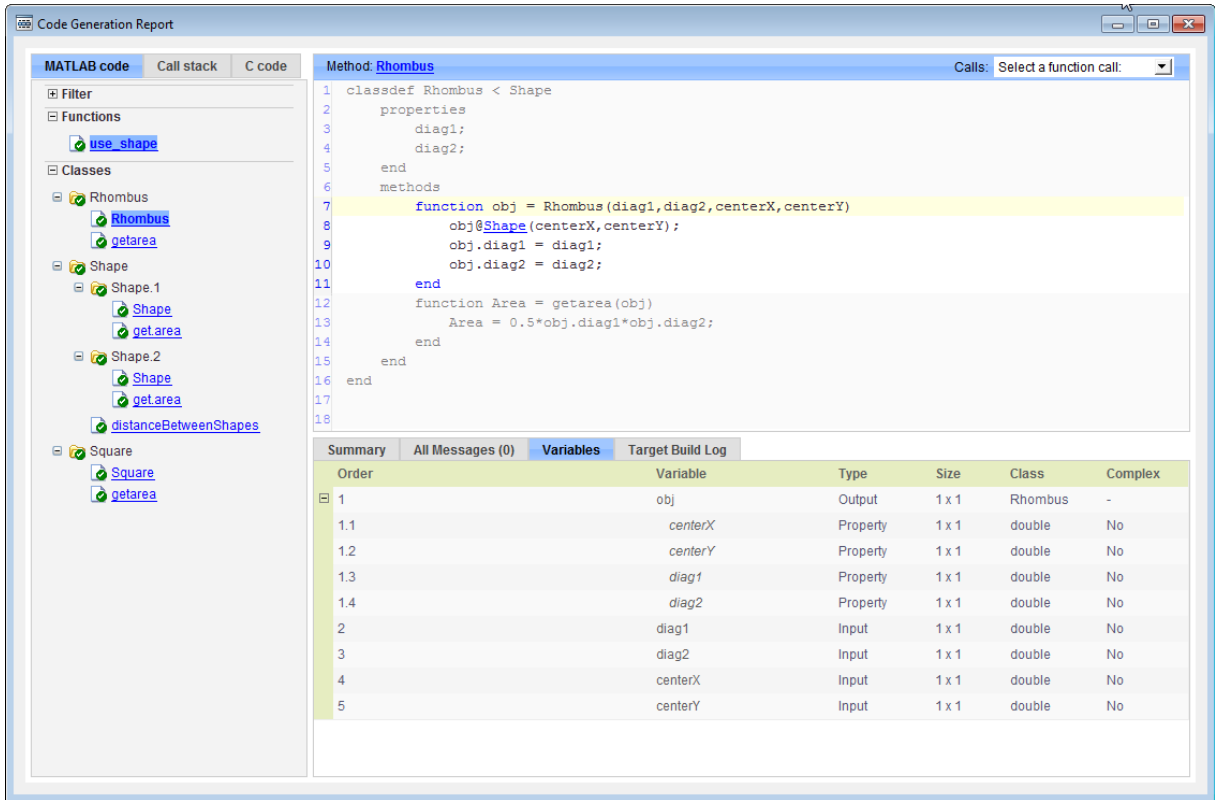 Code Generation Report
MATLAB code Call stack C code
Filter
Functions
use_shape
Classes
Rhombus
Rhombus
getarea
Shape
Shape.1
Shape
get.area
Shape.2
Shape
get.area
distanceBetweenShapes
Square
Square
getarea
Method: Rhombus Calls: Select a function call:
1 classdef Rhombus < Shape
2 properties
3 diag1;
4 diag2;
5 end
6 methods
7 function obj = Rhombus(diag1,diag2,centerX,centerY)
8 obj@Shape(centerX,centerY);
9 obj.diag1 = diag1;
10 obj.diag2 = diag2;
11 end
12 function Area = getarea(obj)
13 Area = 0.5*obj.diag1*obj.diag2;
14 end
15 end
16 end
17
18
Summary All Messages (0) Variables Target Build Log
Order Variable Type Size Class Complex
1 obj Output 1 x 1 Rhombus -
1.1 centerX Property 1 x 1 double No
1.2 centerY Property 1 x 1 double No
1.3 diag1 Property 1 x 1 double No
1.4 diag2 Property 1 x 1 double No
2 diag1 Input 1 x 1 double No
3 diag2 Input 1 x 1 double No
4 centerX Input 1 x 1 double No
5 centerY Input 1 x 1 double No